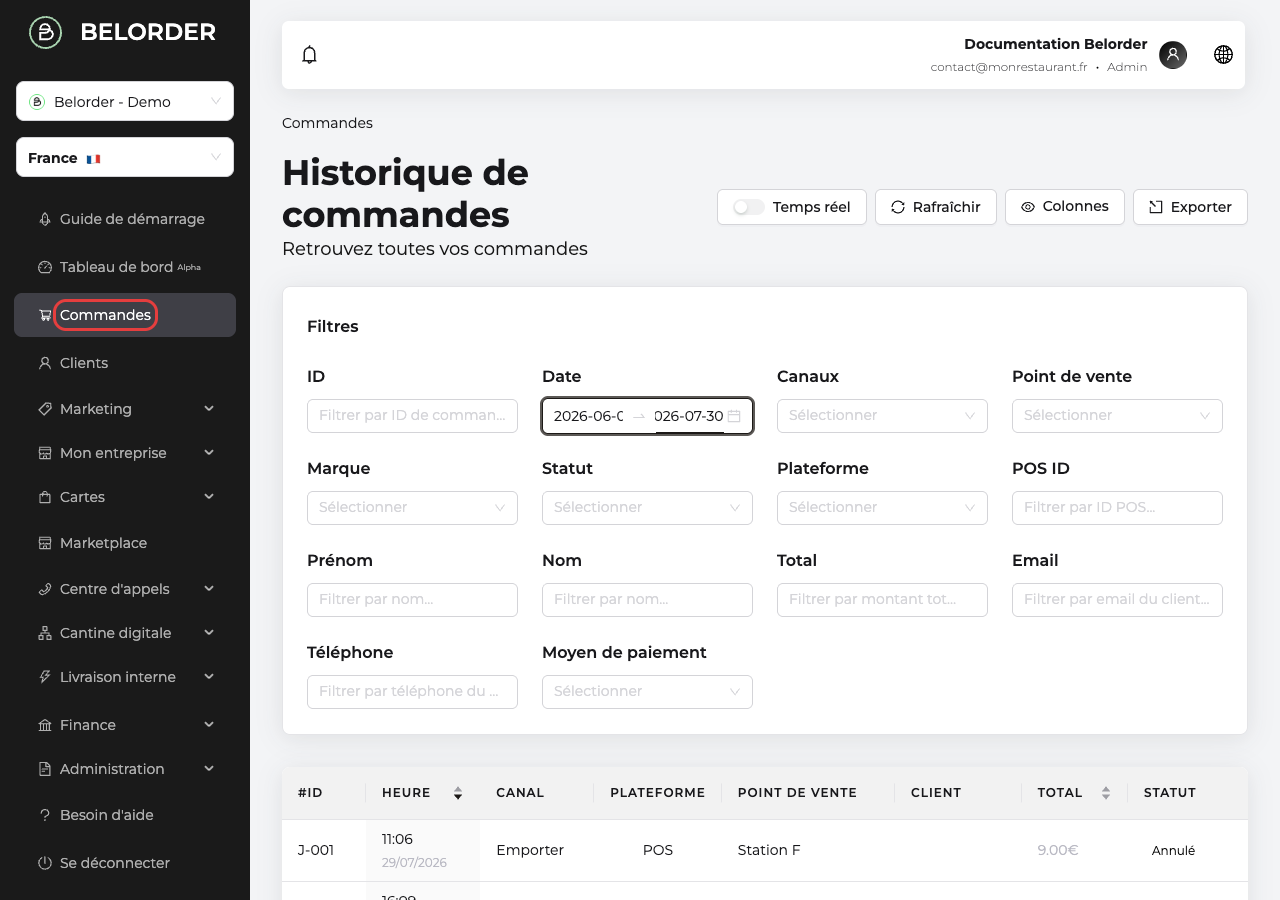 BELORDER
Belorder - Demo
France
Guide de démarrage
Tableau de bord Alpha
Commandes
Clients
Marketing
Mon entreprise
Cartes
Marketplace
Centre d'appels
Cantine digitale
Livraison interne
Finance
Administration
Besoin d'aide
Se déconnecter
Documentation Belorder
contact@monrestaurant.fr • Admin
Commandes
Historique de
commandes
Retrouvez toutes vos commandes
Temps réel
Rafraîchir
Colonnes
Exporter
Filtres
ID Date Canaux Point de vente
Filtrer par ID de comman... 2026-06-0 → 026-07-30 Sélectionner Sélectionner
Marque Statut Plateforme POS ID
Sélectionner Sélectionner Sélectionner Filtrer par ID POS...
Prénom Nom Total Email
Filtrer par nom... Filtrer par nom... Filtrer par montant tot... Filtrer par email du client...
Téléphone Moyen de paiement
Filtrer par téléphone du ... Sélectionner
#ID HEURE CANAL PLATEFORME POINT DE VENTE CLIENT TOTAL STATUT
J-001 11:06 Emporter POS Station F 9.00€ Annulé
29/07/2026